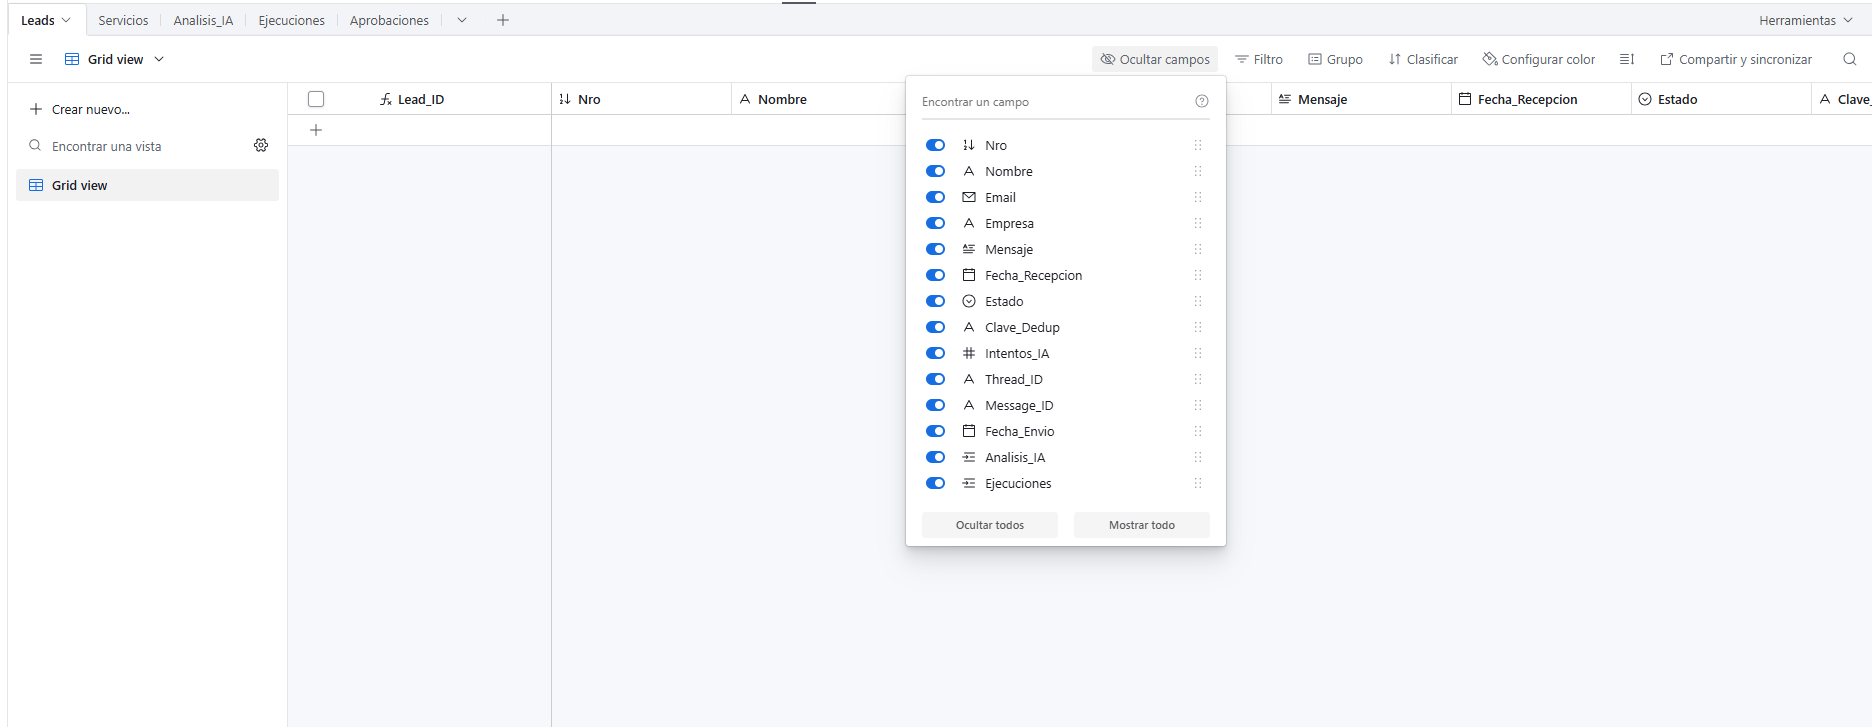 Leads Servicios Analisis_IA Ejecuciones Aprobaciones Herramientas
Grid view Ocultar campos Filtro Grupo Clasificar Configurar color Compartir y sincronizar
Crear nuevo...
Encontrar una vista
Grid view
Lead_ID Nro Nombre Mensaje Fecha_Recepcion Estado Clave_
Encontrar un campo
Nro
Nombre
Email
Empresa
Mensaje
Fecha_Recepcion
Estado
Clave_Dedup
Intentos_IA
Thread_ID
Message_ID
Fecha_Envio
Analisis_IA
Ejecuciones
Ocultar todos Mostrar todo